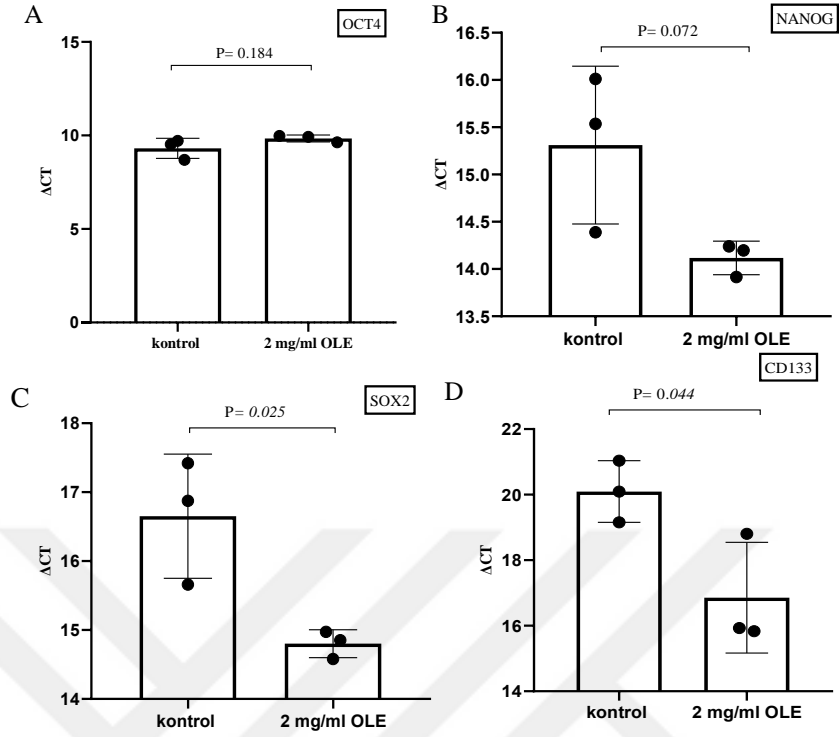 A
OCT4
P= 0.184
15
10
5
0
ΔCT
kontrol
2 mg/ml OLE
B
NANOG
P= 0.072
16.0
15.5
15.0
14.5
14.0
13.5
ΔCT
kontrol
2 mg/ml OLE
C
SOX2
P= 0.025
18
17
16
15
14
ΔCT
kontrol
2 mg/ml OLE
D
CD133
P= 0.044
22
20
18
16
14
ΔCT
kontrol
2 mg/ml OLE